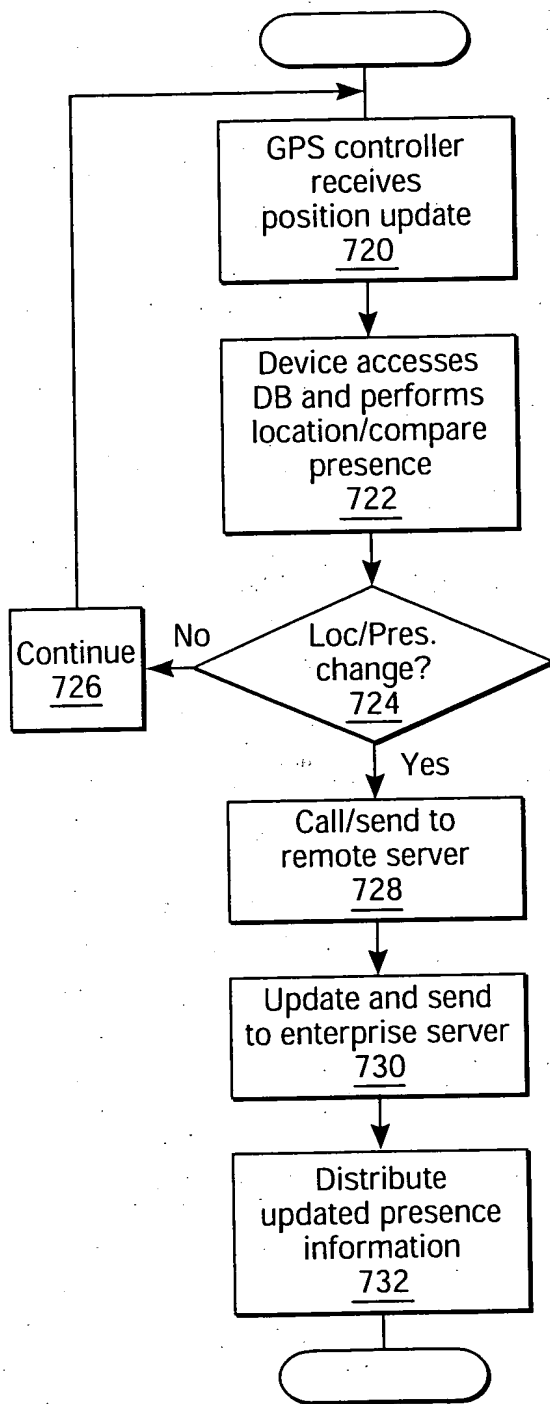 GPS controller
receives
position update
720
Device accesses
DB and performs
location/compare
presence
722
Loc/Pres.
change?
724
No
Continue
726
Yes
Call/send to
remote server
728
Update and send
to enterprise server
730
Distribute
updated presence
information
732